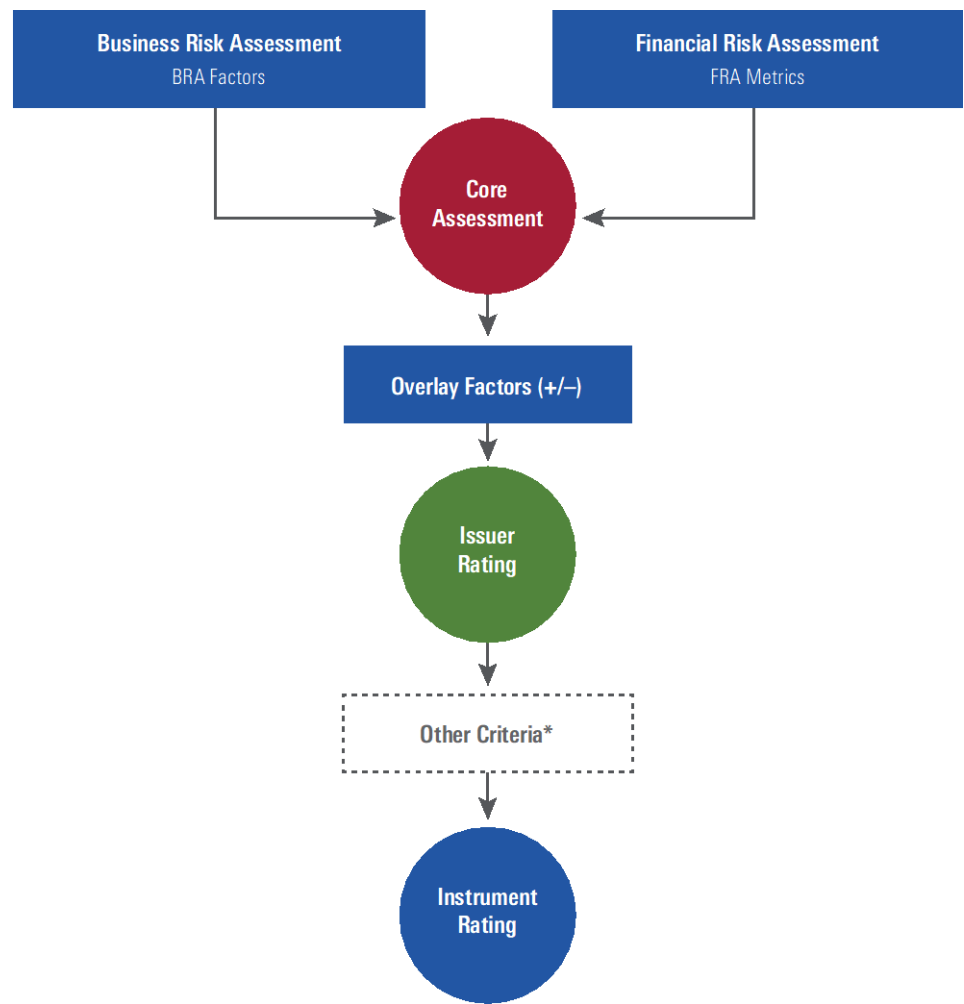 Business Risk Assessment
BRA Factors
Financial Risk Assessment
FRA Metrics
Core
Assessment
Overlay Factors (+/–)
Issuer
Rating
Other Criteria*
Instrument
Rating